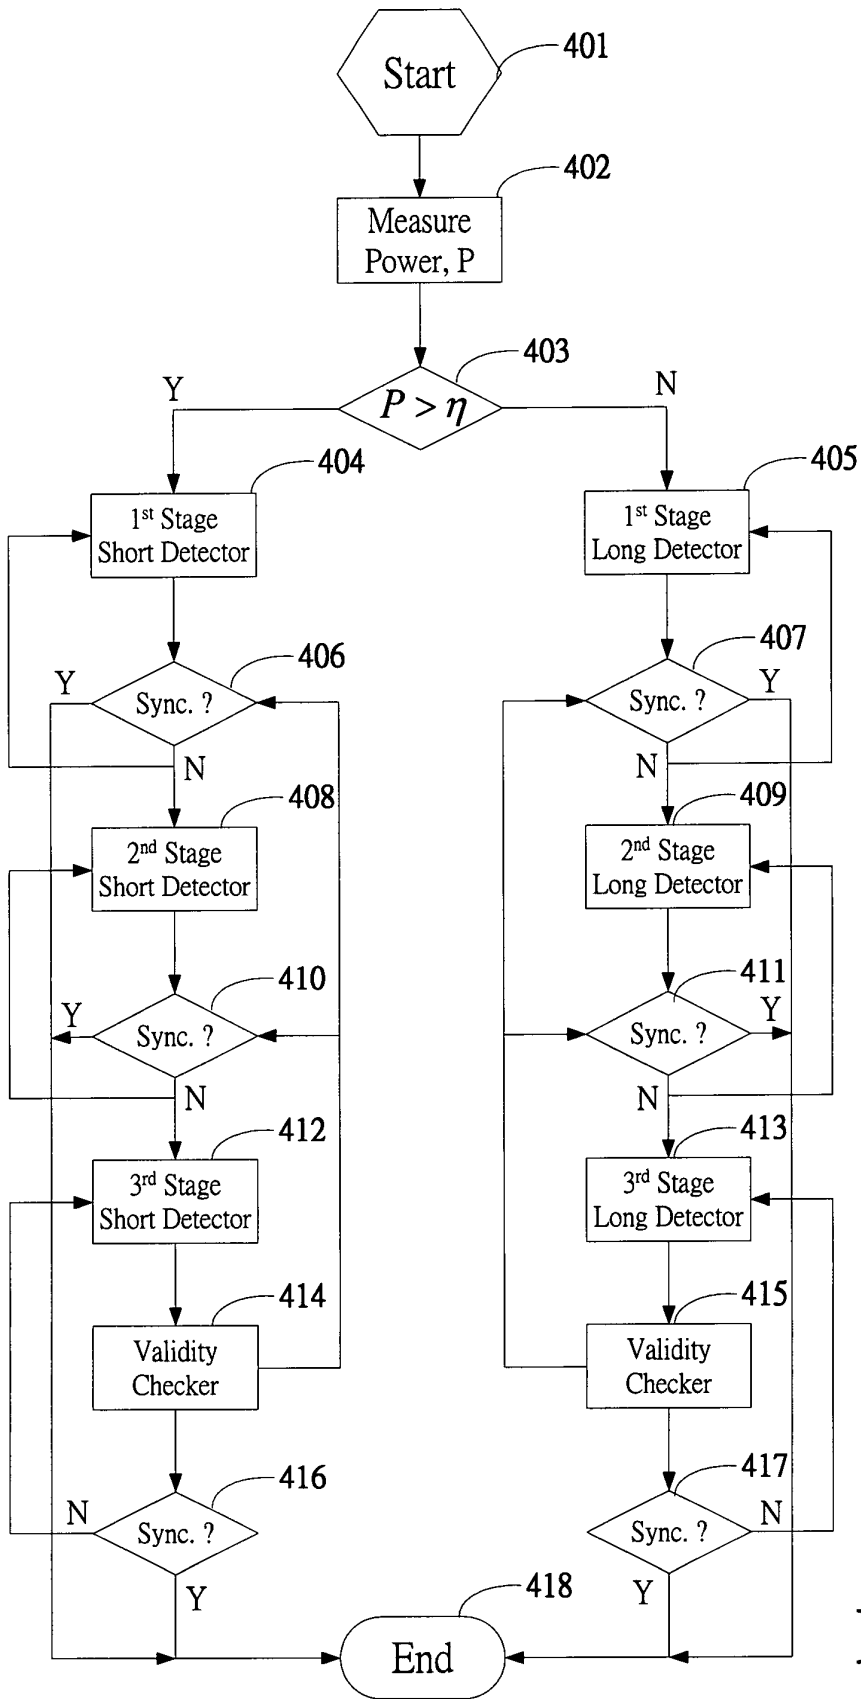 Start
401
402
Measure
Power, P
403
Y
P > η
N
404
405
1st Stage
Short Detector
1st Stage
Long Detector
406
407
Y
Sync. ?
Sync. ?
Y
N
N
408
409
2nd Stage
Short Detector
2nd Stage
Long Detector
410
411
Y
Sync. ?
Sync. ?
Y
N
N
412
413
3rd Stage
Short Detector
3rd Stage
Long Detector
414
415
Validity
Checker
Validity
Checker
416
417
N
Sync. ?
Sync. ?
N
Y
Y
418
End